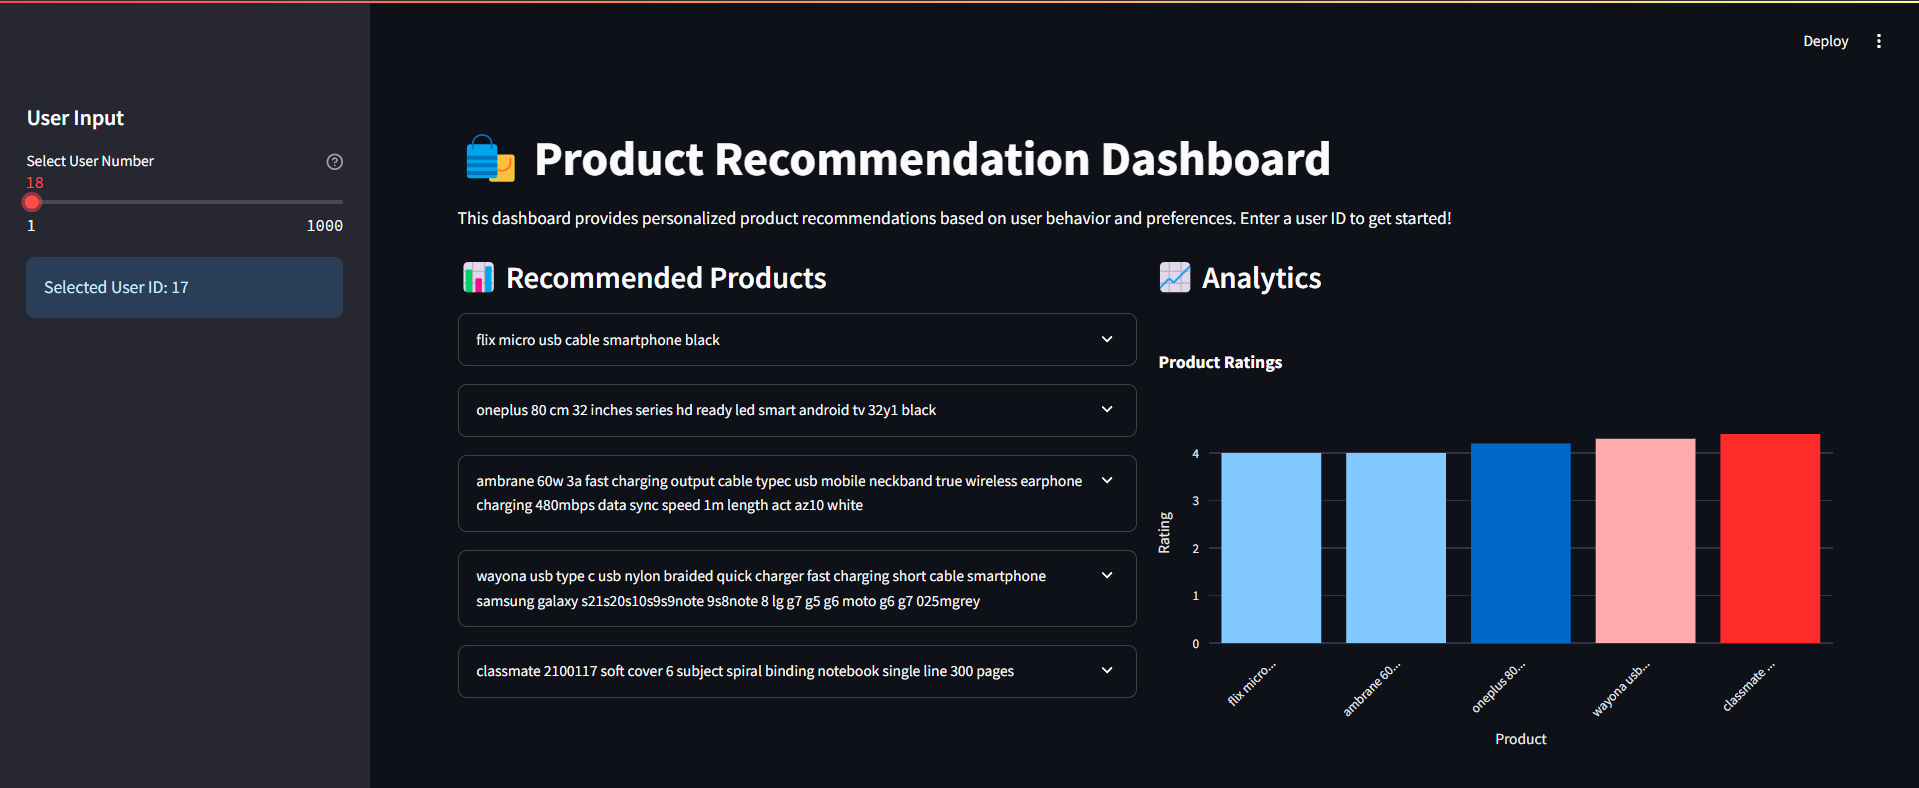 Deploy
User Input
Select User Number
18
1
1000
Selected User ID: 17
Product Recommendation Dashboard
This dashboard provides personalized product recommendations based on user behavior and preferences. Enter a user ID to get started!
Recommended Products
flix micro usb cable smartphone black
oneplus 80 cm 32 inches series hd ready led smart android tv 32y1 black
ambrane 60w 3a fast charging output cable typec usb mobile neckband true wireless earphone
charging 480mbps data sync speed 1m length act az10 white
wayona usb type c usb nylon braided quick charger fast charging short cable smartphone
samsung galaxy s21s20s10s9s9note 9s8note 8 lg g7 g5 g6 moto g6 g7 025mgrey
classmate 2100117 soft cover 6 subject spiral binding notebook single line 300 pages
Analytics
Product Ratings
Rating
4
3
2
1
0
flix micro...
ambrane 60...
oneplus 80...
wayona usb...
classmate ...
Product